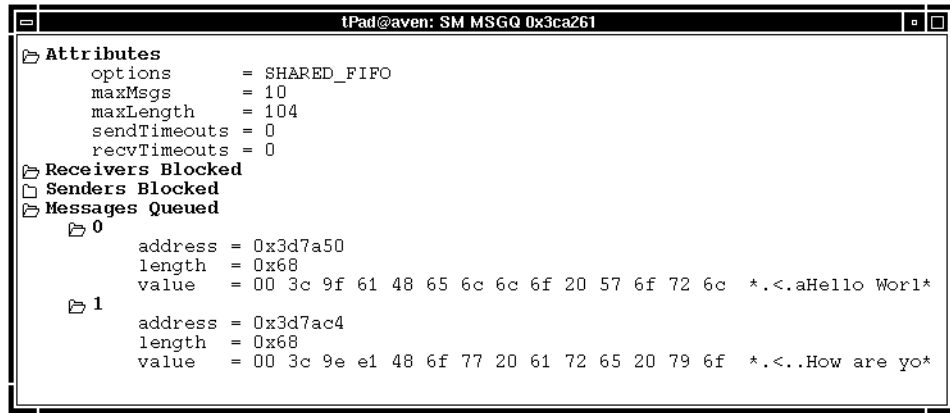 tPad@aven: SM MSGQ 0x3ca261
Attributes
options = SHARED_FIFO
maxMsgs = 10
maxLength = 104
sendTimeouts = 0
recvTimeouts = 0
Receivers Blocked
Senders Blocked
Messages Queued
0
address = 0x3d7a50
length = 0x68
value = 00 3c 9f 61 48 65 6c 6c 6f 20 57 6f 72 6c *.<.aHello Worl*
1
address = 0x3d7ac4
length = 0x68
value = 00 3c 9e e1 48 6f 77 20 61 72 65 20 79 6f *.<..How are yo*